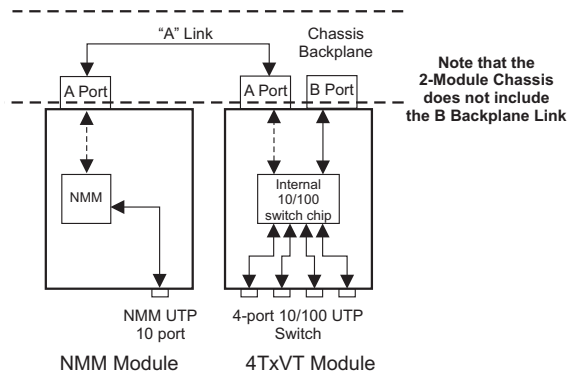 “A” Link
Chassis
Backplane
Note that the
2-Module Chassis
does not include
the B Backplane Link
A Port
A Port
B Port
NMM
Internal
10/100
switch chip
NMM UTP
10 port
4-port 10/100 UTP
Switch
NMM Module
4TxVT Module